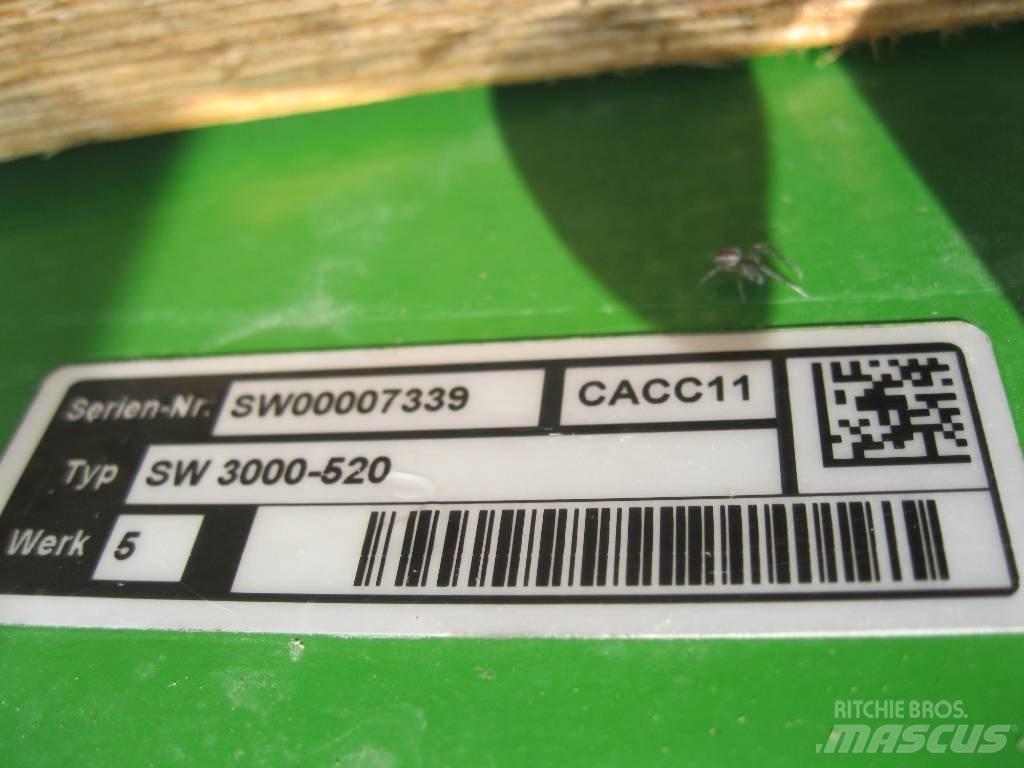 Serien-Nr. SW00007339 CACC11
Typ SW 3000-520
Werk 5
RITCHIE BROS.
MASCUS